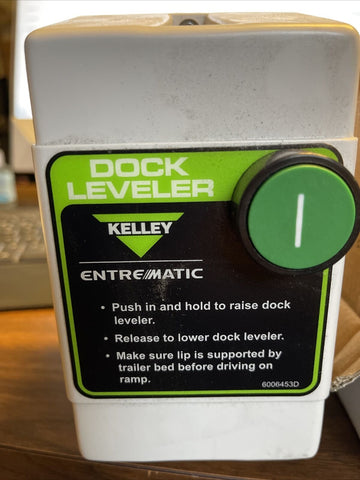 DOCK
LEVELER
KELLEY
ENTREMATIC
• Push in and hold to raise dock
leveler.
• Release to lower dock leveler.
• Make sure lip is supported by
trailer bed before driving on
ramp.
6006453D